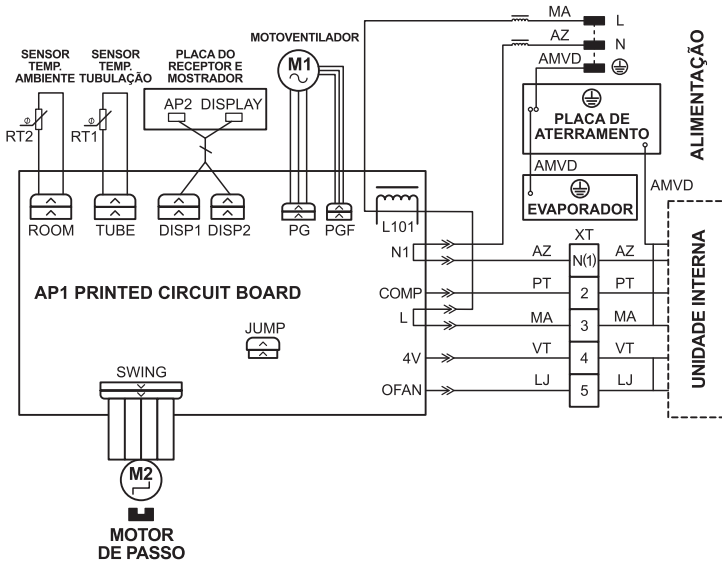 MA
L
AZ
N
AMVD
ALIMENTAÇÃO
SENSOR
TEMP.
AMBIENTE
SENSOR
TEMP.
TUBULAÇÃO
PLACA DO
RECEPTOR E
MOSTRADOR
MOTOVENTILADOR
M1
AP2
DISPLAY
RT2
RT1
PLACA DE
ATERRAMENTO
AMVD
AMVD
EVAPORADOR
ROOM
TUBE
DISP1
DISP2
PG
PGF
L101
N1
AZ
XT
N(1)
AZ
AP1 PRINTED CIRCUIT BOARD
COMP
PT
2
PT
L
MA
3
MA
JUMP
4V
VT
4
VT
OFAN
LJ
5
LJ
UNIDADE INTERNA
SWING
M2
MOTOR
DE PASSO